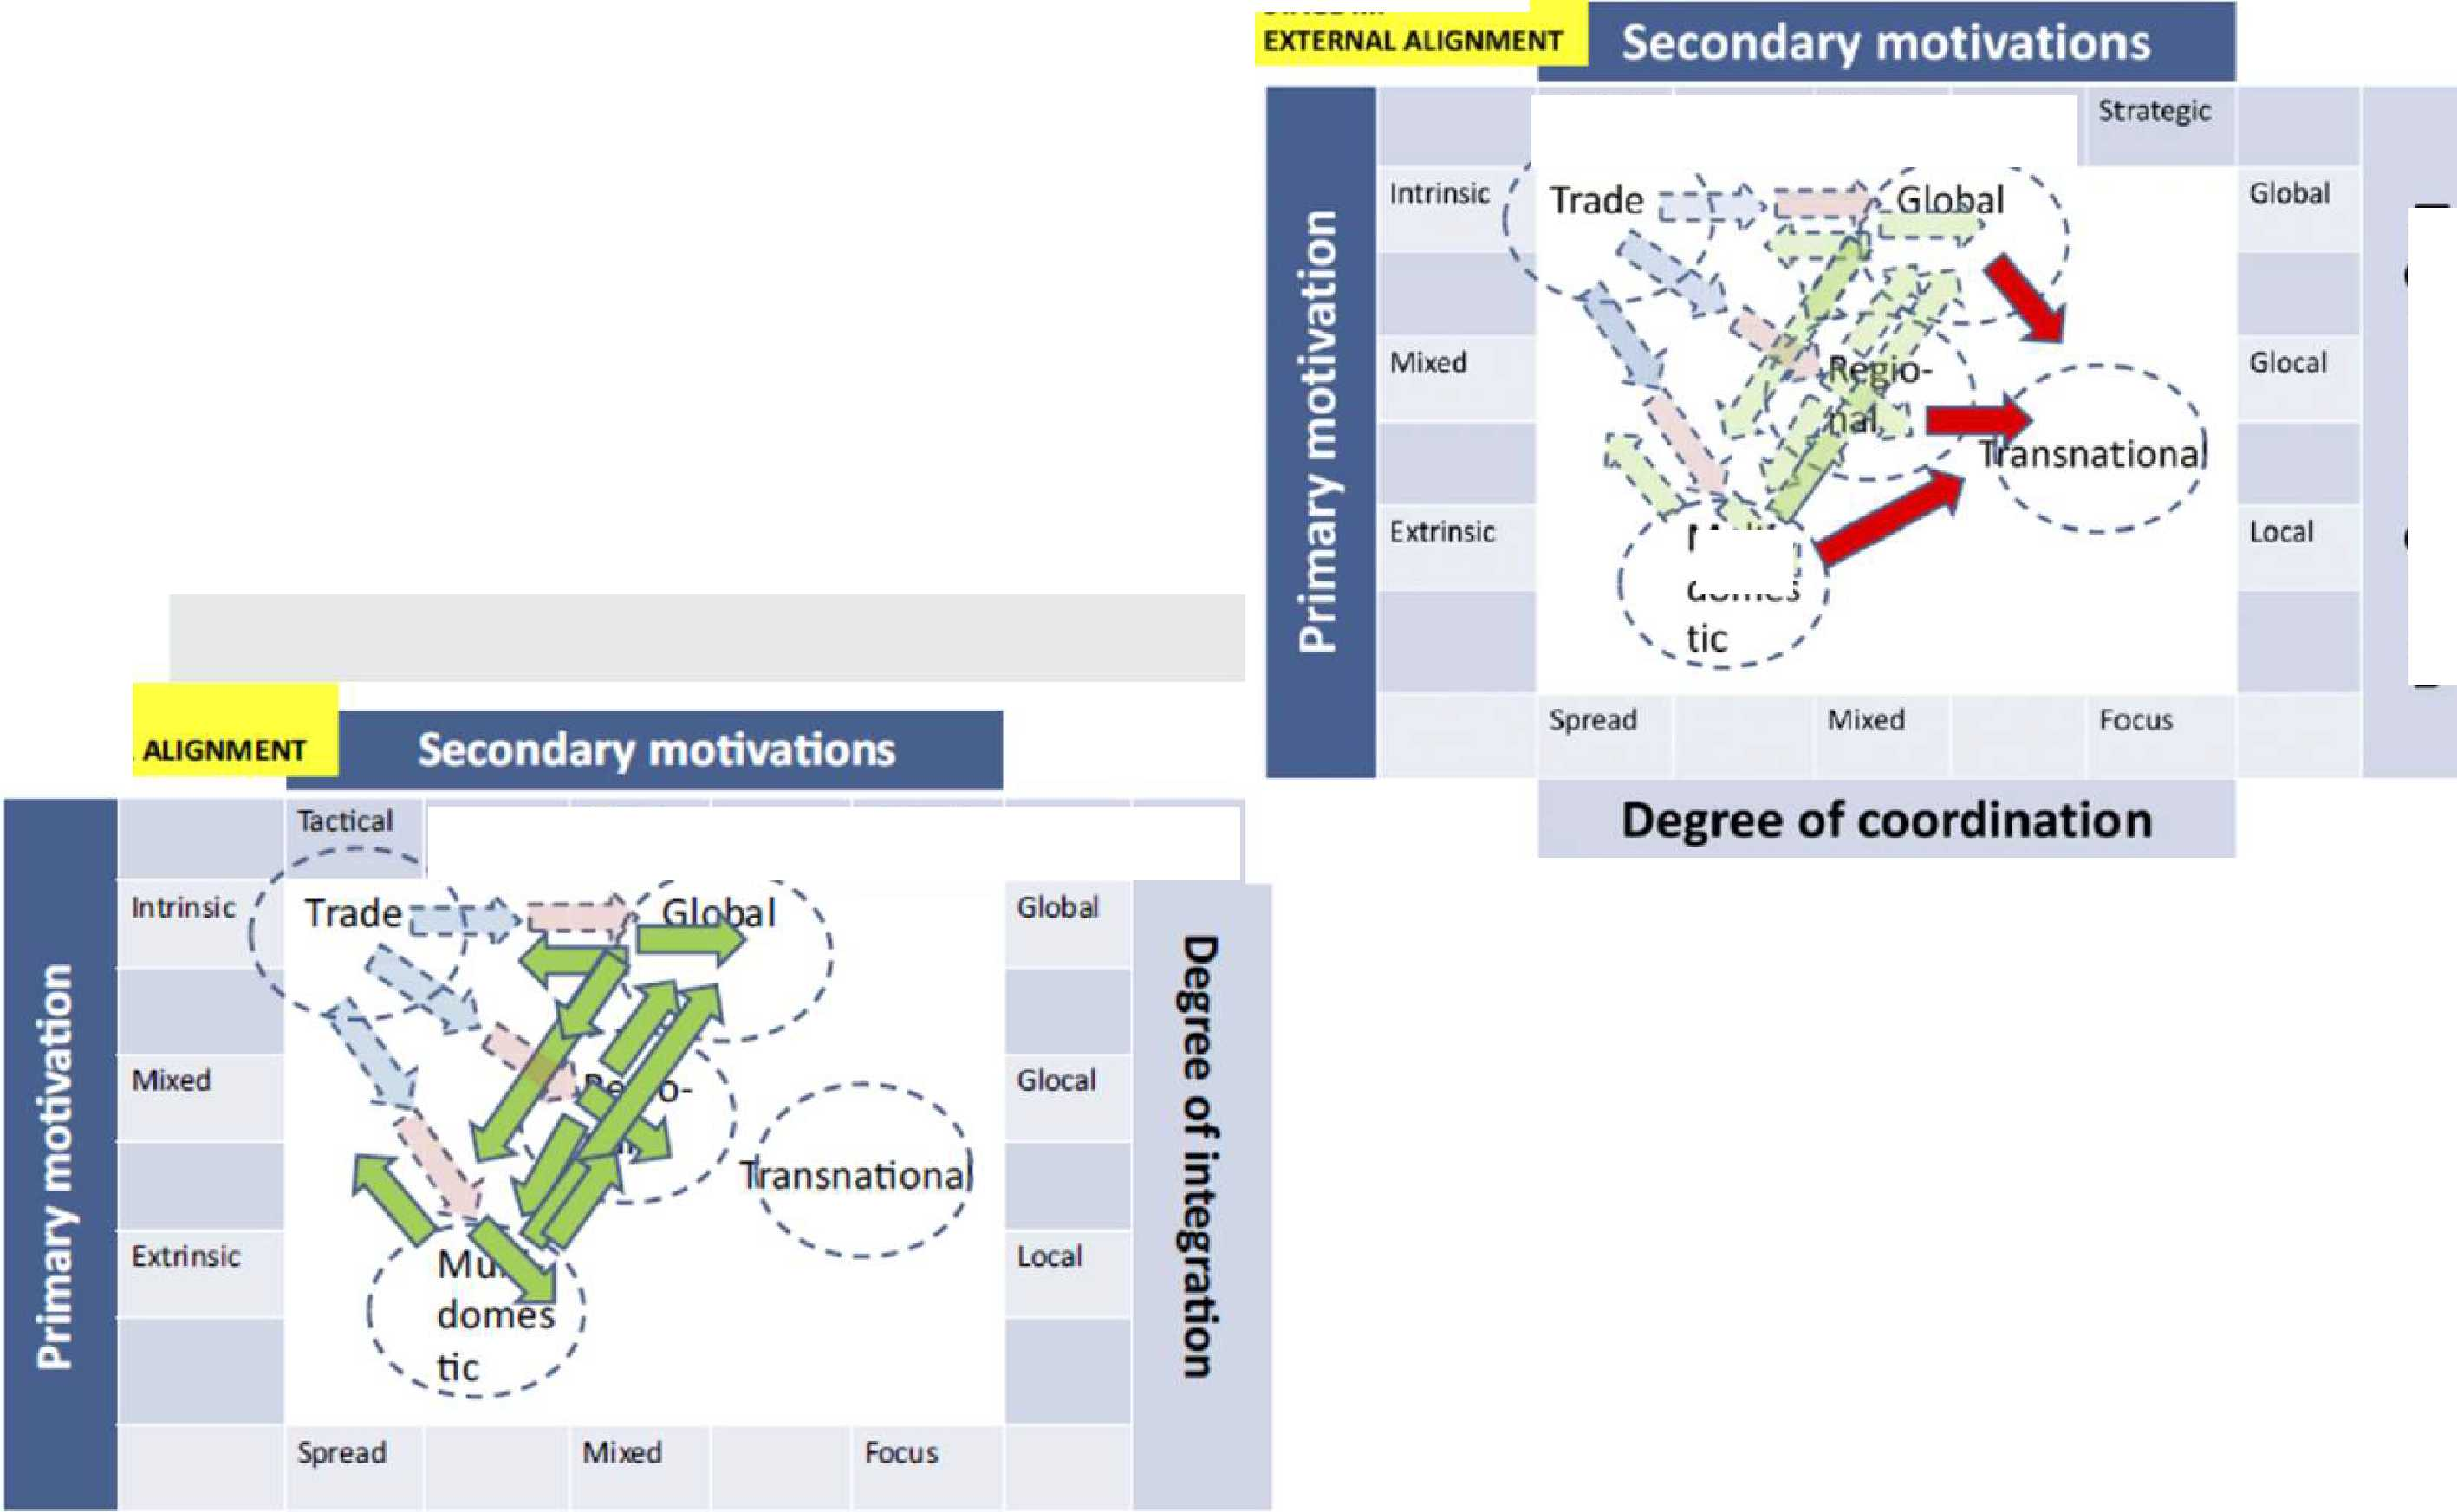 EXTERNAL ALIGNMENT
Secondary motivations
Strategic
Primary motivation
Intrinsic
Trade
Global
Global
Mixed
Regio-
nal
Glocal
Transnational
Extrinsic
Local
tic
Spread
Mixed
Focus
Degree of coordination
ALIGNMENT
Secondary motivations
Tactical
Primary motivation
Intrinsic
Trade
Global
Global
Mixed
Glocal
Transnational
Extrinsic
Local
domes
tic
Degree of integration
Spread
Mixed
Focus